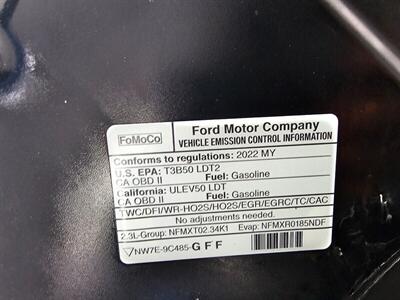 FoMoCo
Ford Motor Company
VEHICLE EMISSION CONTROL INFORMATION
Conforms to regulations: 2022 MY
U.S. EPA: T3B50 LDT2
CA OBD II Fuel: Gasoline
California: ULEV50 LDT
CA OBD II Fuel: Gasoline
TWC/DFI/WR-HO2S/HO2S/EGR/EGRC/TC/CAC
No adjustments needed.
2.3L-Group: NFMXT02.34K1 Evap: NFMXR0185NDF
NW7E-9C485-GFF